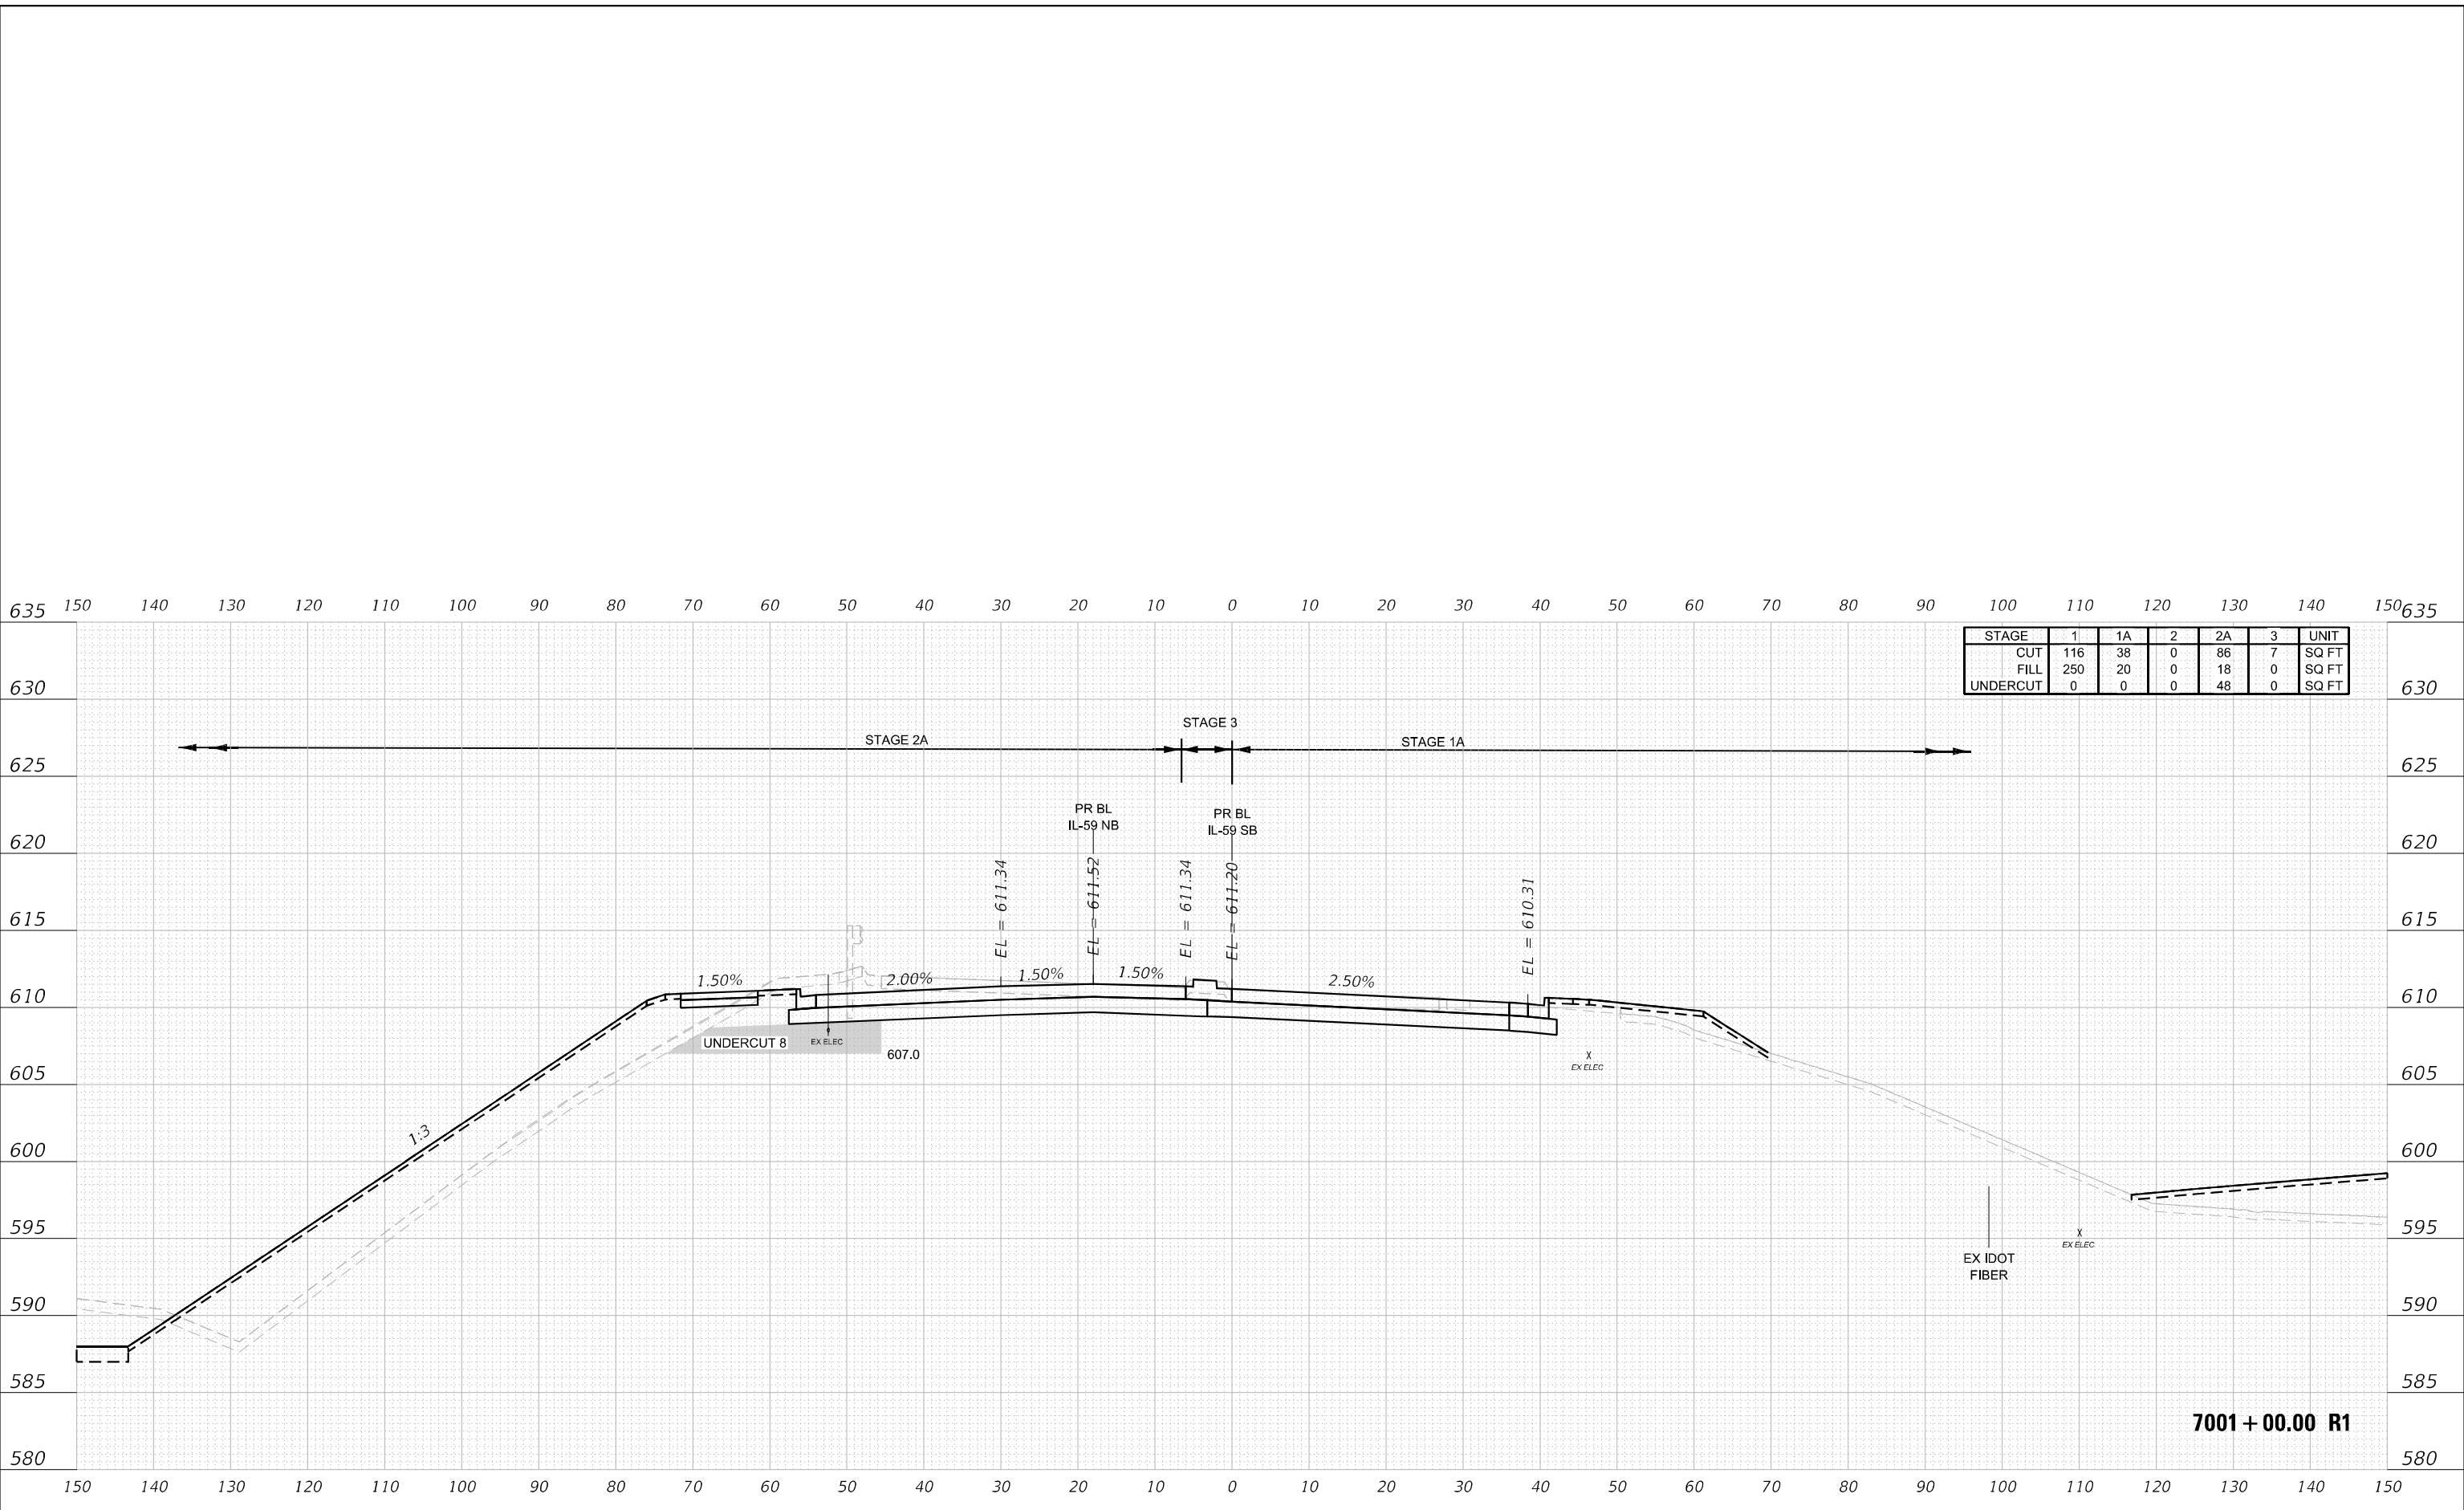 635 150 140 130 120 110 100 90 80 70 60 50 40 30 20 10 0 10 20 30 40 50 60 70 80 90 100 110 120 130 140 150 635
STAGE 1 1A 2 2A 3 UNIT
CUT 116 38 0 86 7 SQ FT
FILL 250 20 0 18 0 SQ FT
UNDERCUT 0 0 0 48 0 SQ FT
630 630
STAGE 3
STAGE 2A STAGE 1A
625 625
PR BL
IL-59 NB
PR BL
IL-59 SB
620 620
EL = 611.34
EL = 611.52
EL = 611.34
EL = 611.20
EL = 610.31
615 615
1.50% 2.00% 1.50% 1.50% 2.50%
610 610
UNDERCUT 8 EX ELEC 607.0
X
EX ELEC
605 605
1:3
600 600
595 595
X
EX ELEC
EX IDOT
FIBER
590 590
585 585
7001+00.00 R1
580 580
150 140 130 120 110 100 90 80 70 60 50 40 30 20 10 0 10 20 30 40 50 60 70 80 90 100 110 120 130 140 150